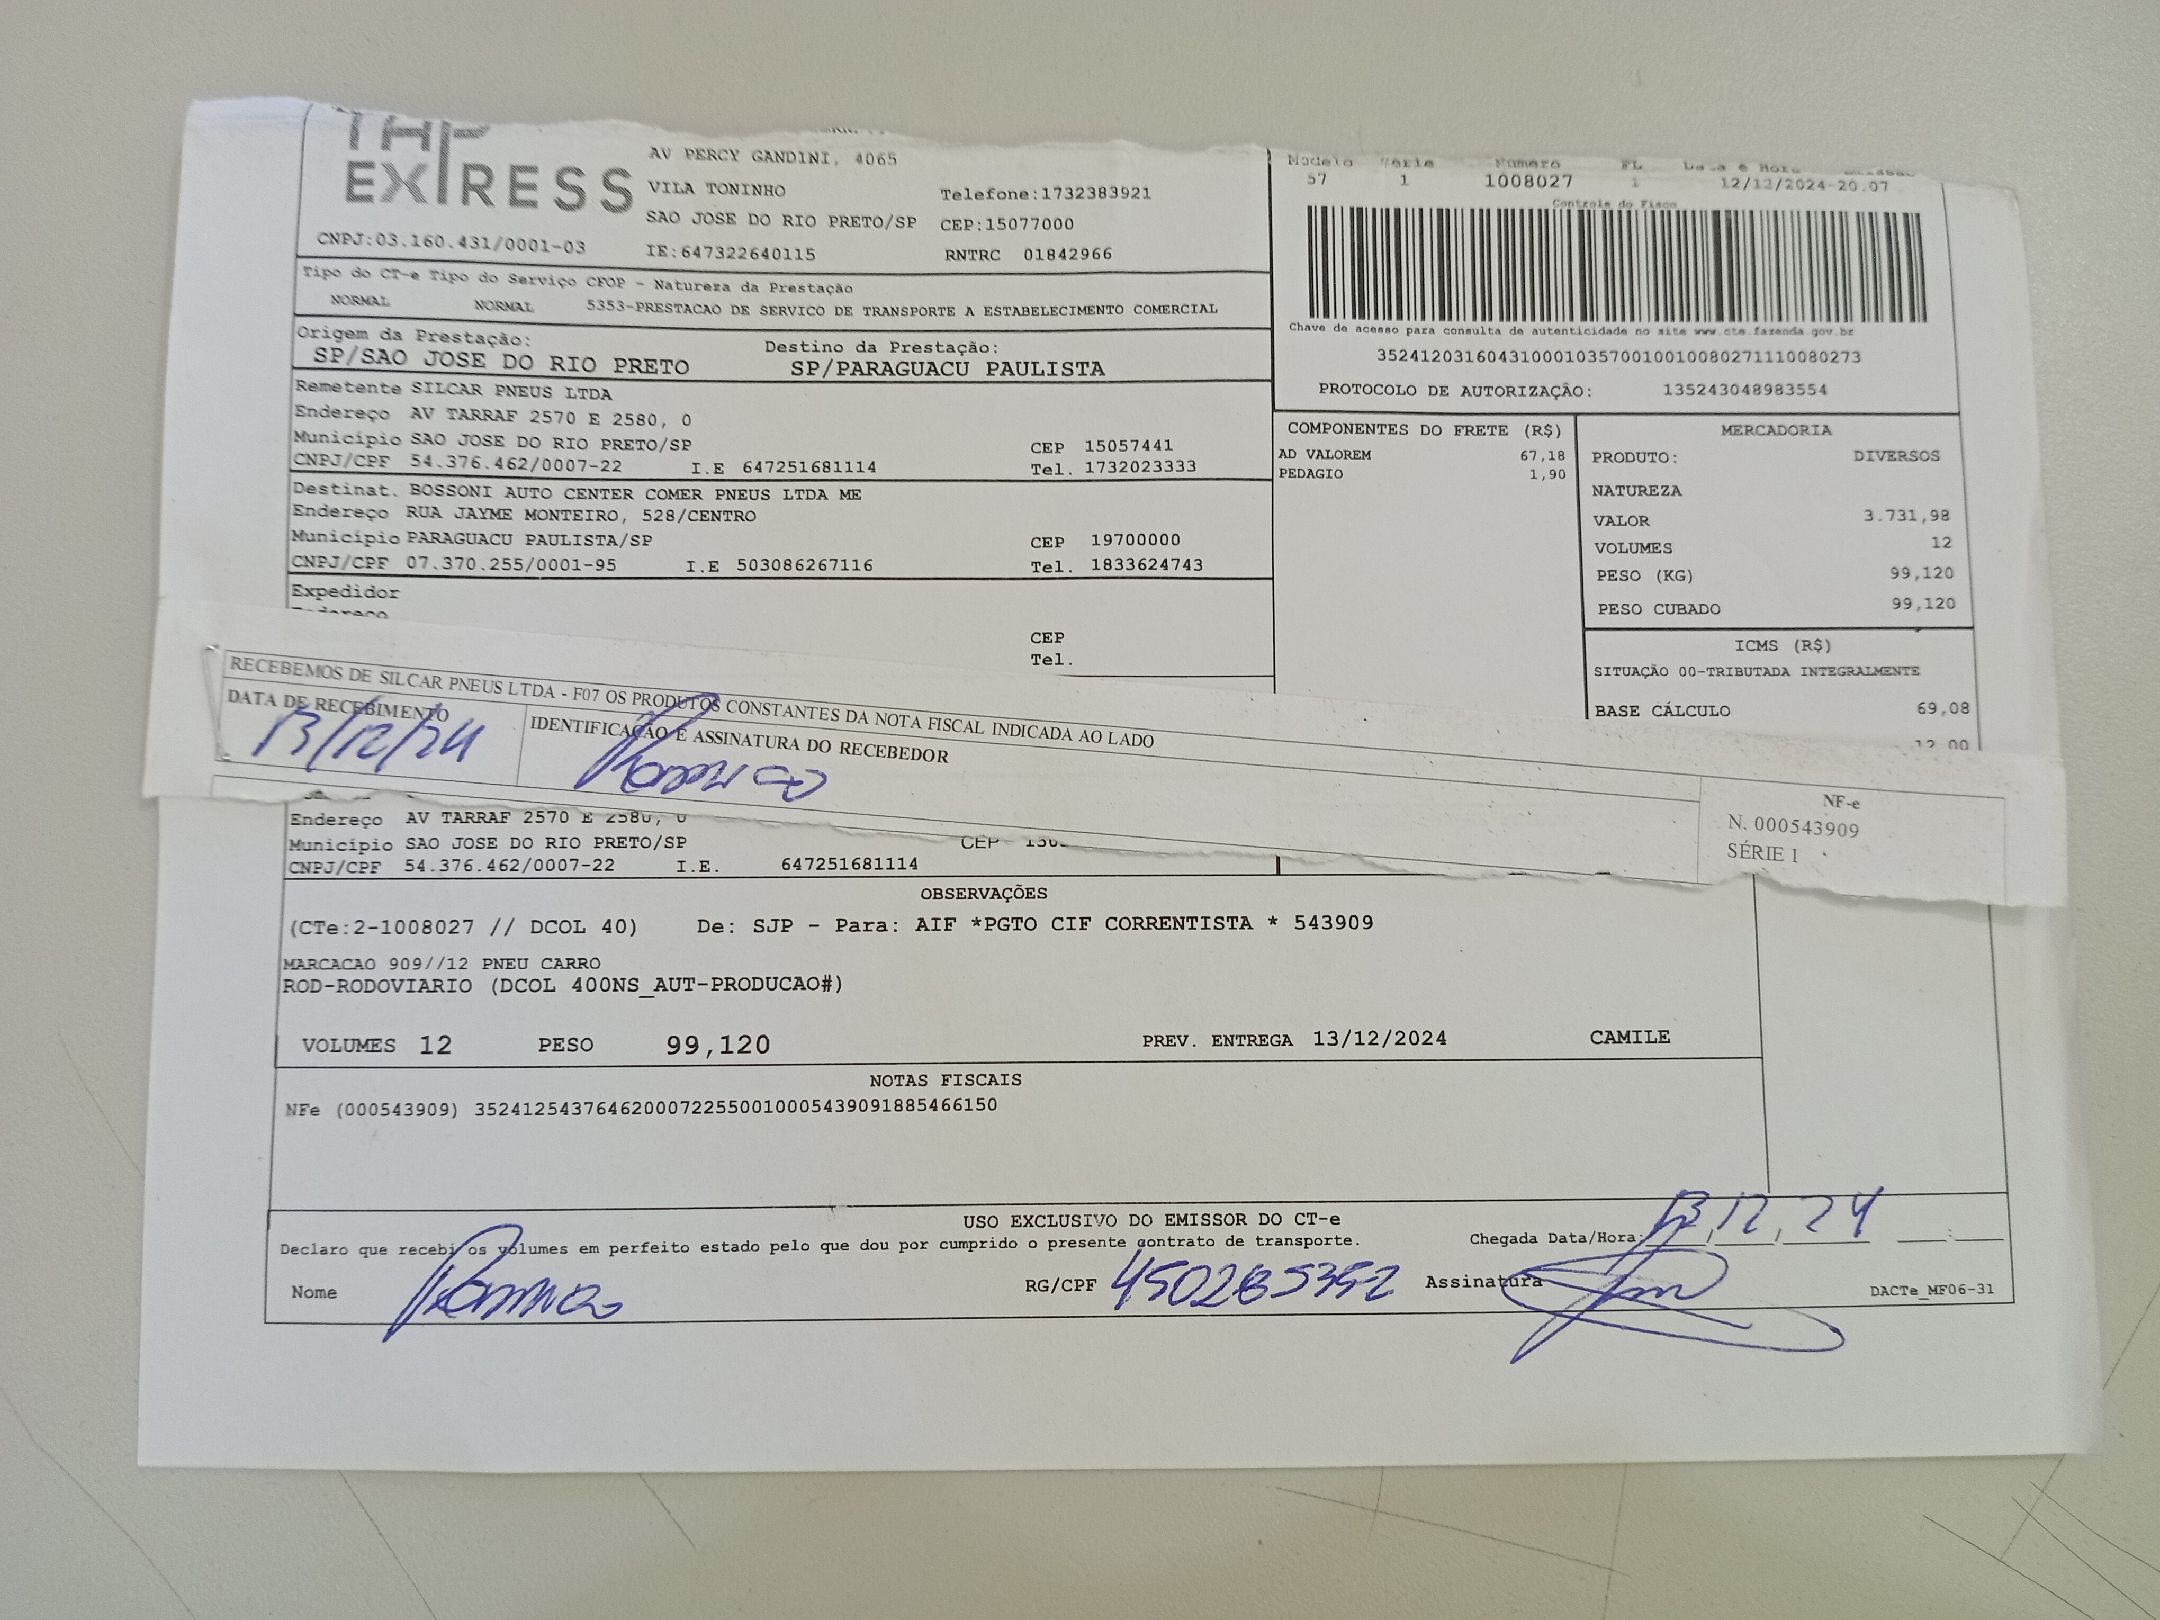 EXPRESS
AV PERCY GANDINI, 4065
VILA TONINHO
Telefone:1732383921
SAO JOSE DO RIO PRETO/SP CEP:15077000
CNPJ:03.160.431/0001-03 IE:647322640115 RNTRC 01842966
Modelo Série Número FL
57 1 1008027 1 12/12/2024-20.07
Controle do Fisco
Chave de acesso para consulta de autenticidade no site www.cte.fazenda.gov.br
35241203160431000103570010010080271110080273
PROTOCOLO DE AUTORIZAÇÃO: 135243048983554
Tipo do CT-e Tipo do Serviço CFOP - Natureza da Prestação
NORMAL NORMAL 5353-PRESTACAO DE SERVICO DE TRANSPORTE A ESTABELECIMENTO COMERCIAL
Origem da Prestação: Destino da Prestação:
SP/SAO JOSE DO RIO PRETO SP/PARAGUACU PAULISTA
Remetente SILCAR PNEUS LTDA
Endereço AV TARRAF 2570 E 2580, 0
Município SAO JOSE DO RIO PRETO/SP CEP 15057441
CNPJ/CPF 54.376.462/0007-22 I.E 647251681114 Tel. 1732023333
Destinat. BOSSONI AUTO CENTER COMER PNEUS LTDA ME
Endereço RUA JAYME MONTEIRO, 528/CENTRO
Município PARAGUACU PAULISTA/SP CEP 19700000
CNPJ/CPF 07.370.255/0001-95 I.E 503086267116 Tel. 1833624743
Expedidor
Endereço
CEP
Tel.
COMPONENTES DO FRETE (R$)
AD VALOREM 67,18
PEDAGIO 1,90
MERCADORIA
PRODUTO: DIVERSOS
NATUREZA
VALOR 3.731,98
VOLUMES 12
PESO (KG) 99,120
PESO CUBADO 99,120
ICMS (R$)
SITUAÇÃO 00-TRIBUTADA INTEGRALMENTE
BASE CÁLCULO 69,08
12,00
RECEBEMOS DE SILCAR PNEUS LTDA - F07 OS PRODUTOS CONSTANTES DA NOTA FISCAL INDICADA AO LADO
DATA DE RECEBIMENTO IDENTIFICAÇÃO E ASSINATURA DO RECEBEDOR
13/12/24
NF-e
N. 000543909
SÉRIE 1
Endereço AV TARRAF 2570 E 2580, 0
Município SAO JOSE DO RIO PRETO/SP CEP
CNPJ/CPF 54.376.462/0007-22 I.E. 647251681114
OBSERVAÇÕES
(CTe:2-1008027 // DCOL 40) De: SJP - Para: AIF *PGTO CIF CORRENTISTA * 543909
MARCACAO 909//12 PNEU CARRO
ROD-RODOVIARIO (DCOL 400NS_AUT-PRODUCAO#)
VOLUMES 12 PESO 99,120 PREV. ENTREGA 13/12/2024 CAMILE
NOTAS FISCAIS
NFe (000543909) 35241254376462000722550010005439091885466150
USO EXCLUSIVO DO EMISSOR DO CT-e
Declaro que recebi os volumes em perfeito estado pelo que dou por cumprido o presente contrato de transporte. Chegada Data/Hora: 13/12/24
Nome RG/CPF Assinatura
DACTe_MF06-31